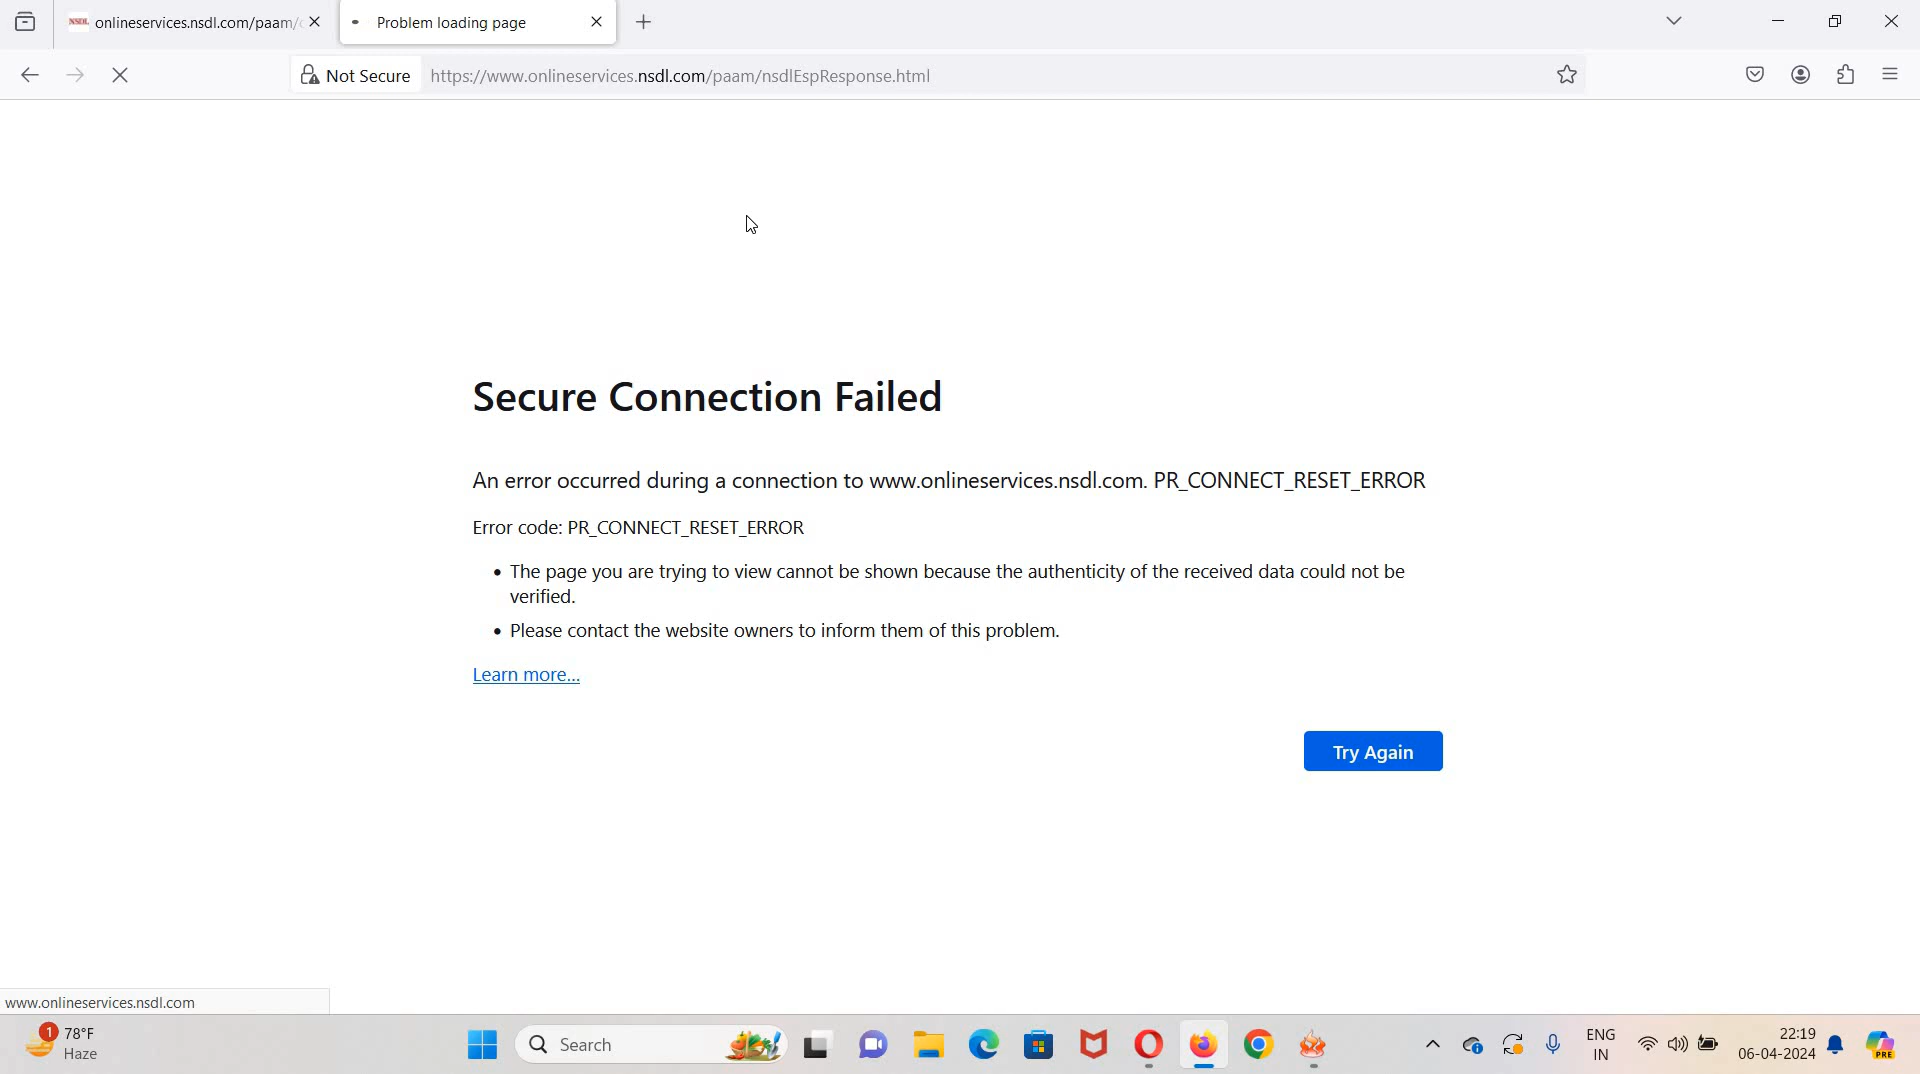 NSDL onlineservices.nsdl.com/paam/
Problem loading page
Not Secure
https://www.onlineservices.nsdl.com/paam/nsdlEspResponse.html
Secure Connection Failed
An error occurred during a connection to www.onlineservices.nsdl.com. PR_CONNECT_RESET_ERROR
Error code: PR_CONNECT_RESET_ERROR
• The page you are trying to view cannot be shown because the authenticity of the received data could not be
verified.
• Please contact the website owners to inform them of this problem.
Learn more...
Try Again
www.onlineservices.nsdl.com
1
78°F
Haze
Search
ENG
IN
22:19
06-04-2024
PRE